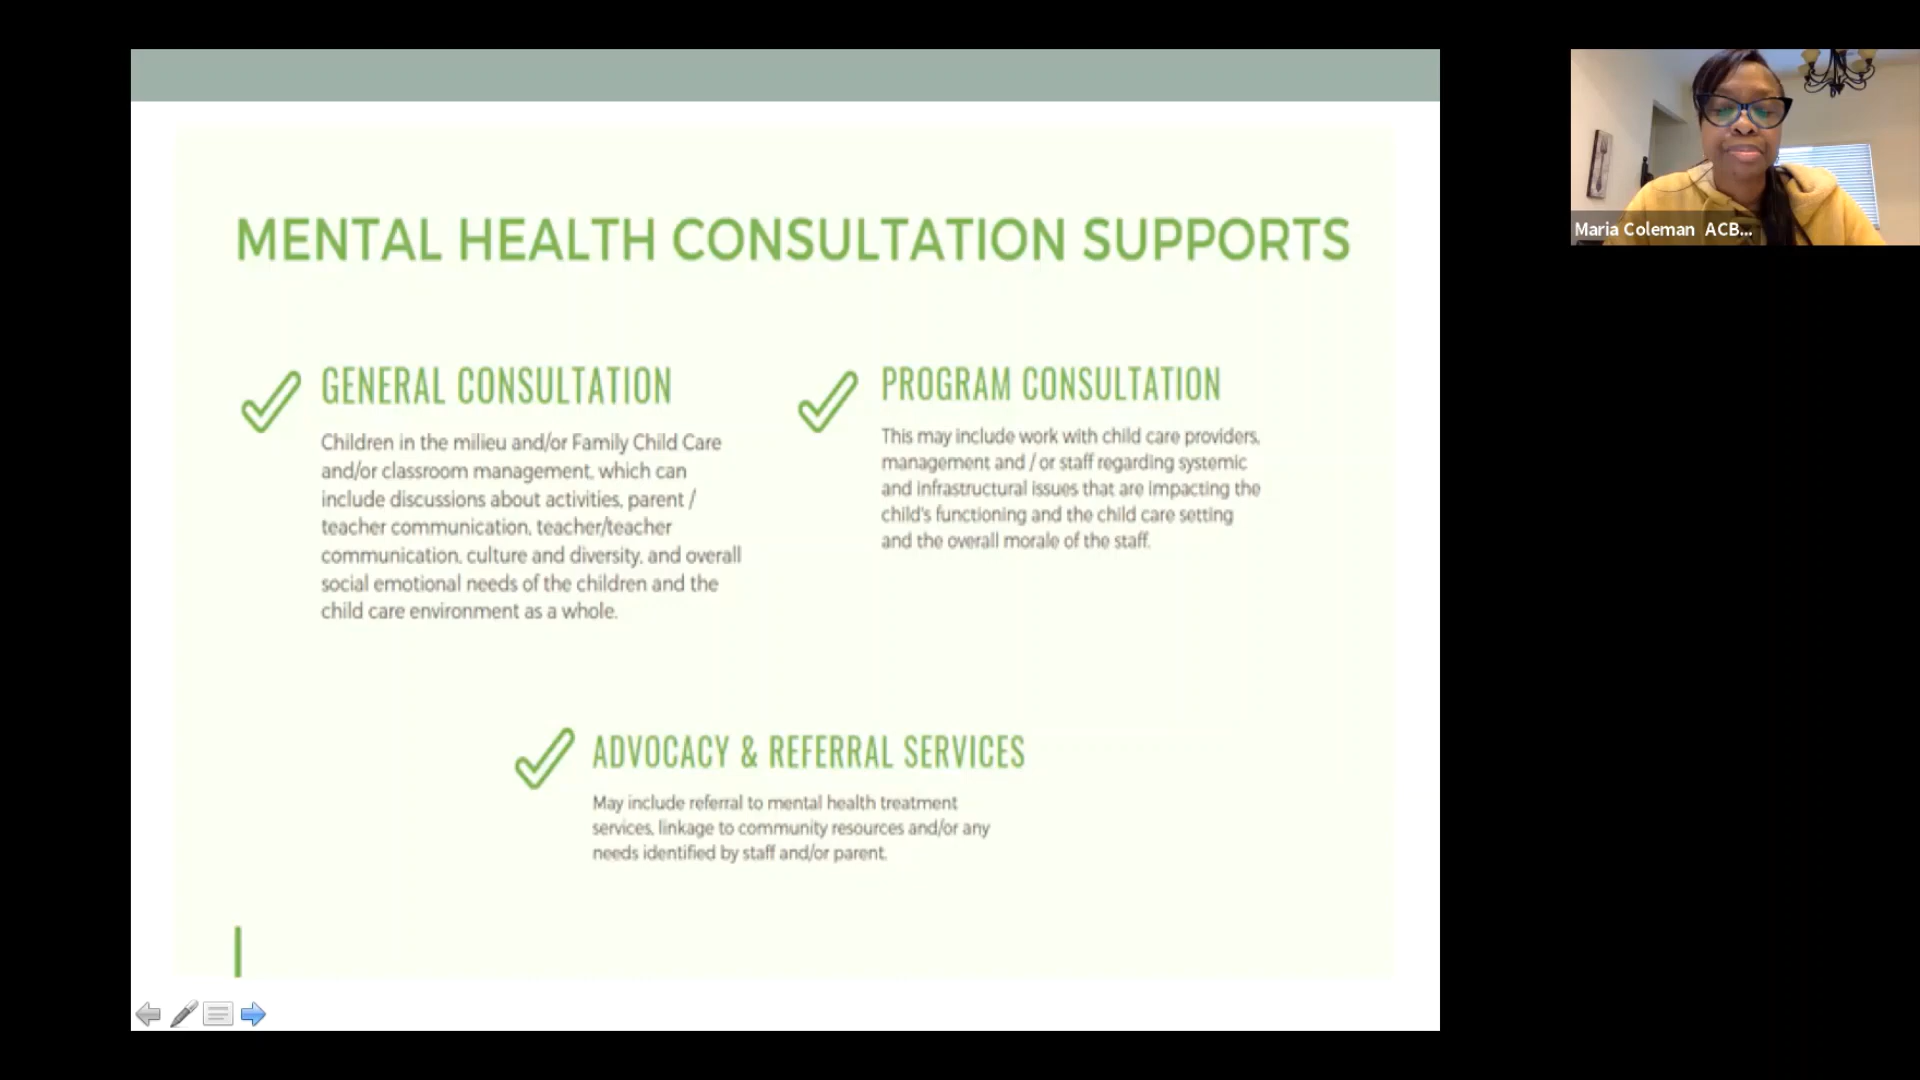 MENTAL HEALTH CONSULTATION SUPPORTS
GENERAL CONSULTATION
Children in the milieu and/or Family Child Care
and/or classroom management, which can
include discussions about activities, parent /
teacher communication, teacher/teacher
communication, culture and diversity, and overall
social emotional needs of the children and the
child care environment as a whole.
PROGRAM CONSULTATION
This may include work with child care providers,
management and / or staff regarding systemic
and infrastructural issues that are impacting the
child's functioning and the child care setting
and the overall morale of the staff.
ADVOCACY & REFERRAL SERVICES
May include referral to mental health treatment
services, linkage to community resources and/or any
needs identified by staff and/or parent.
Maria Coleman ACB...